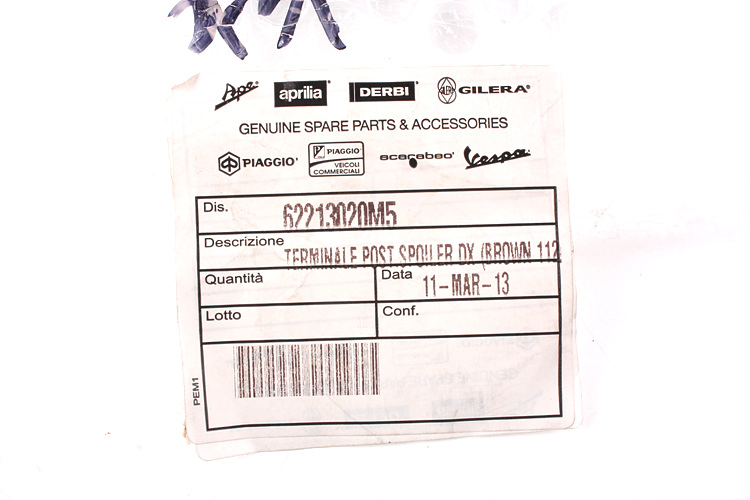 Ape aprilia DERBI GILERA
GENUINE SPARE PARTS & ACCESSORIES
PIAGGIO PIAGGIO VEICOLI COMMERCIALI scarabeo Vespa
Dis. 62213020M5
Descrizione TERMINALE POST SPOILER DX (BROWN 112
Quantità
Data 11-MAR-13
Lotto
Conf.
PEM1